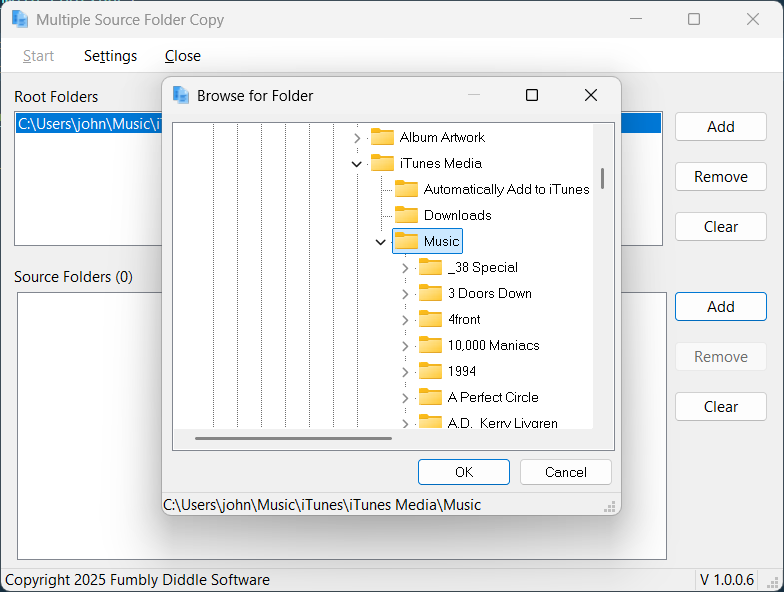 Multiple Source Folder Copy
Start Settings Close
Root Folders
C:\Users\john\Music\i
Add
Remove
Clear
Source Folders (0)
Add
Remove
Clear
Browse for Folder
Album Artwork
iTunes Media
Automatically Add to iTunes
Downloads
Music
_38 Special
3 Doors Down
4front
10,000 Maniacs
1994
A Perfect Circle
A.D._Kerry Livgren
OK Cancel
C:\Users\john\Music\iTunes\iTunes Media\Music
Copyright 2025 Fumbly Diddle Software
V 1.0.0.6